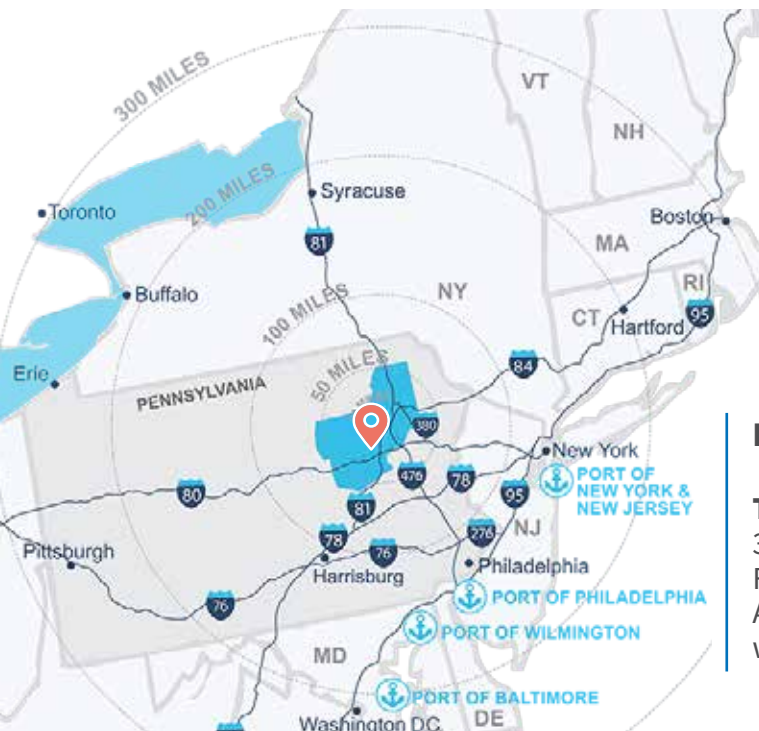 300 MILES
VT
NH
200 MILES
Syracuse
Toronto
Boston
81
MA
Buffalo
NY
RI
100 MILES
CT
Hartford
95
50 MILES
84
Erie
PENNSYLVANIA
380
New York
476
78
PORT OF
NEW YORK &
NEW JERSEY
80
95
81
NJ
276
78
Pittsburgh
76
Harrisburg
Philadelphia
76
PORT OF PHILADELPHIA
PORT OF WILMINGTON
MD
PORT OF BALTIMORE
Washington DC.
DE